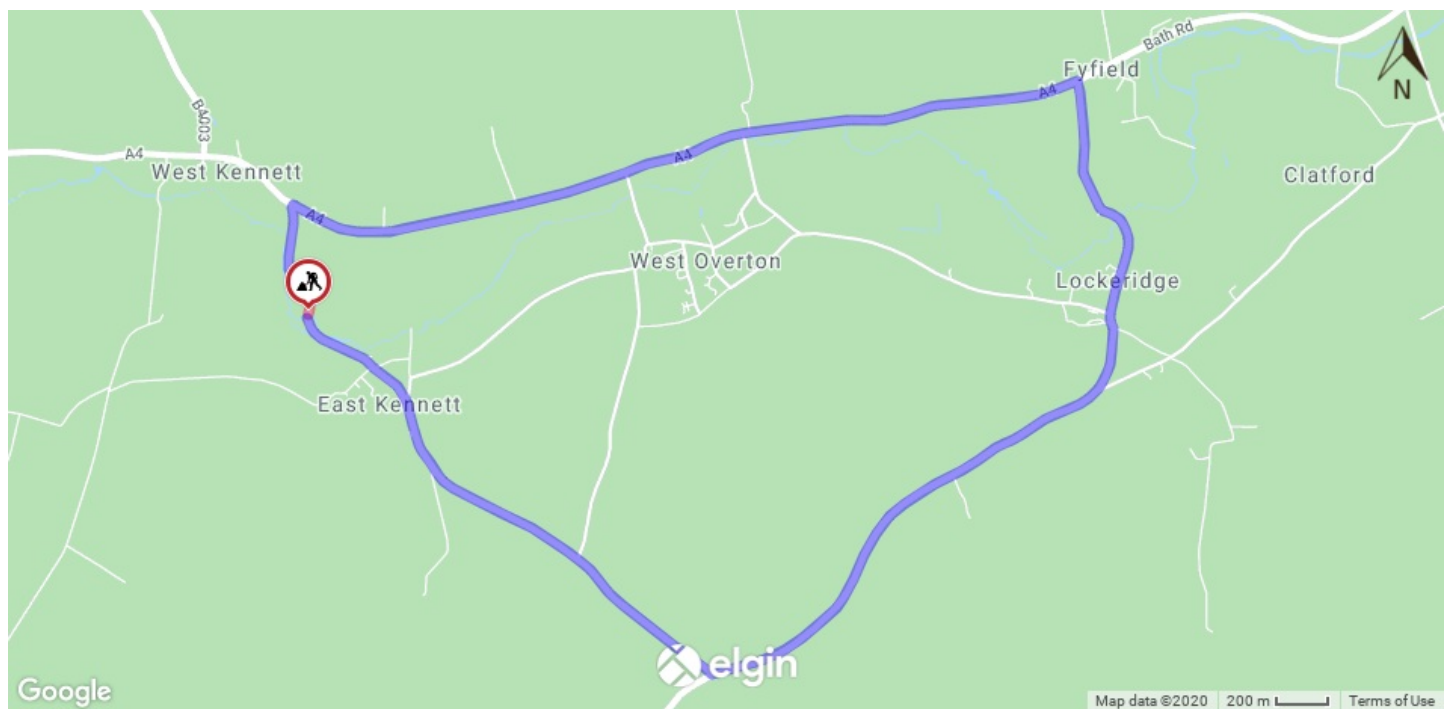 Bath Rd
Fyfield
N
A4
B4003
A4
A4
West Kennett
Clatford
A4
West Overton
Lockeridge
East Kennett
elgin
Google
Map data ©2020
200 m
Terms of Use